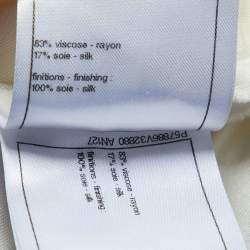 83% viscose - rayon
17% soie - silk
finitions - finishing :
100% soie - silk
P57886V32880 AN127
83% viscose - rayon
17% soie - silk
finitions - finishing :
100% soie - silk